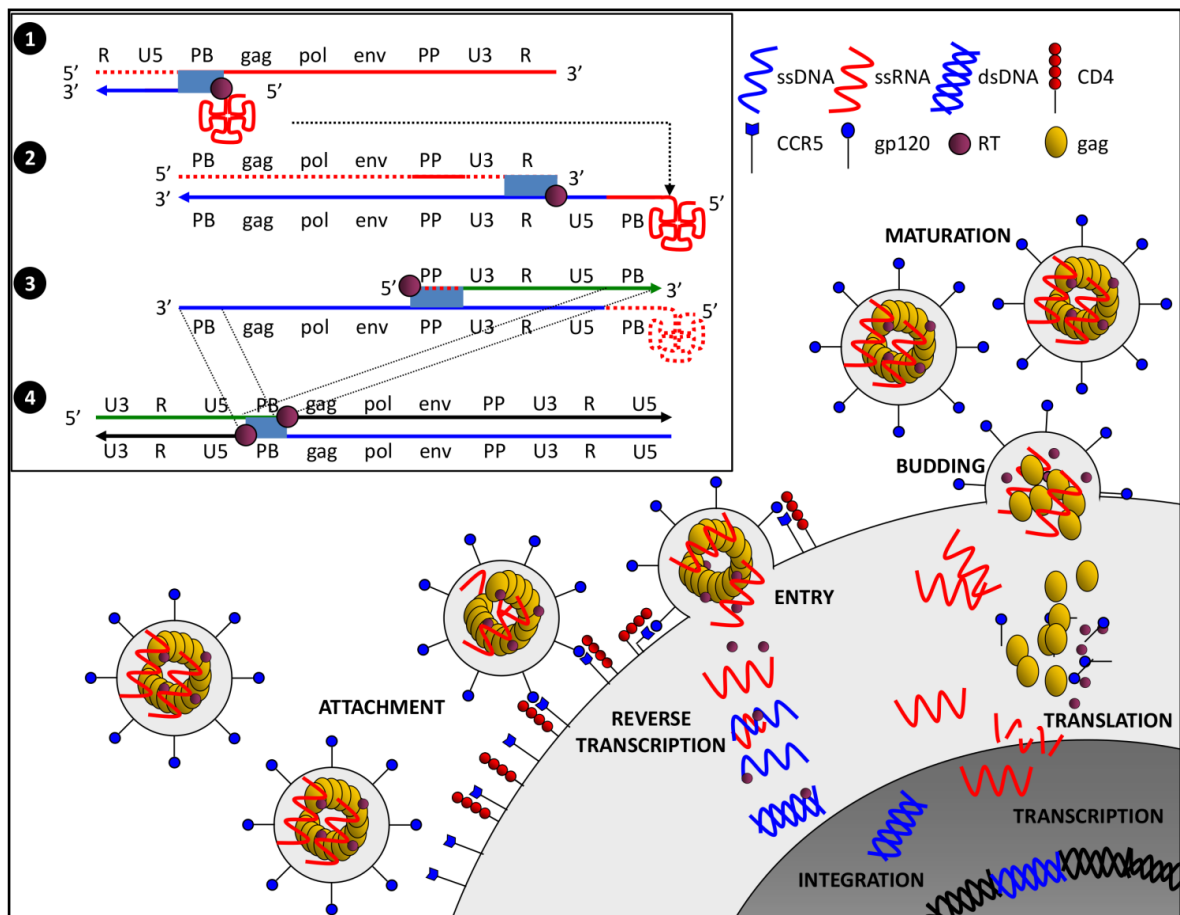 1
R U5 PB gag pol env PP U3 R
5’ 3’
3’ 5’
2
PB gag pol env PP U3 R
5’ 3’
3’ 5’
PB gag pol env PP U3 R U5 PB
3
5’ PP U3 R U5 PB 3’
3’ 5’
PB gag pol env PP U3 R U5 PB
4
U3 R U5 PB gag pol env PP U3 R U5
5’
U3 R U5 PB gag pol env PP U3 R U5
ssDNA ssRNA dsDNA CD4
CCR5 gp120 RT gag
MATURATION
BUDDING
ENTRY
ATTACHMENT
REVERSE
TRANSCRIPTION
TRANSLATION
TRANSCRIPTION
INTEGRATION